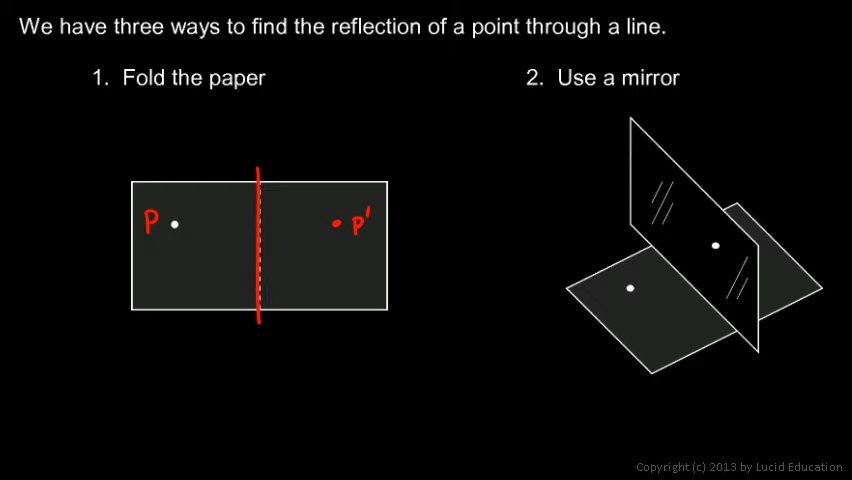 We have three ways to find the reflection of a point through a line.
1. Fold the paper
2. Use a mirror
P
P'
Copyright (c) 2013 by Lucid Education